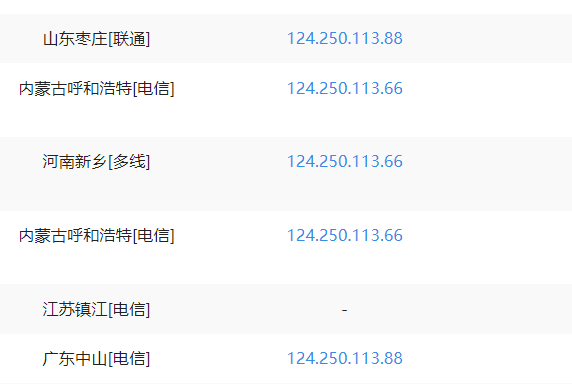 山东枣庄[联通] 124.250.113.88
内蒙古呼和浩特[电信] 124.250.113.66
河南新乡[多线] 124.250.113.66
内蒙古呼和浩特[电信] 124.250.113.66
江苏镇江[电信] -
广东中山[电信] 124.250.113.88